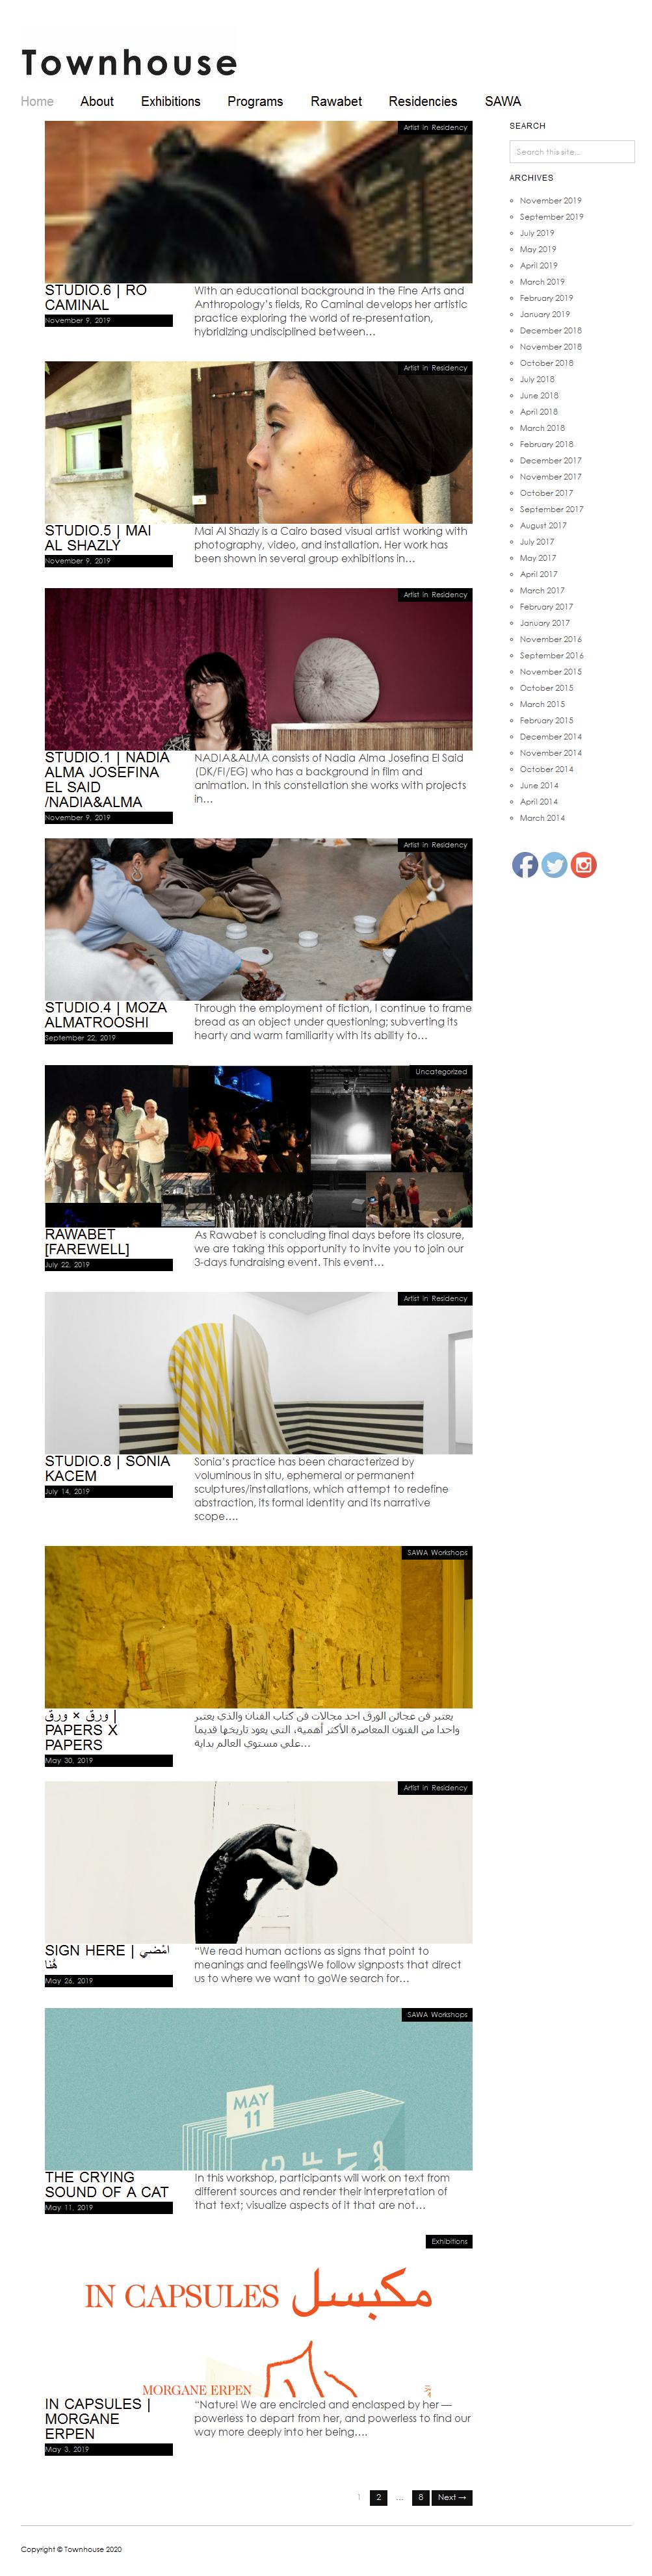 Townhouse
Home About Exhibitions Programs Rawabet Residencies SAWA
Artist in Residency
STUDIO.6 | RO
CAMINAL
November 9, 2019
With an educational background in the Fine Arts and
Anthropology's fields, Ro Caminal develops her artistic
practice exploring the world of re-presentation,
hybridizing undisciplined between…
Artist in Residency
STUDIO.5 | MAI
AL SHAZLY
November 9, 2019
Mai Al Shazly is a Cairo based visual artist working with
photography, video, and installation. Her work has
been shown in several group exhibitions in…
Artist in Residency
STUDIO.1 | NADIA
ALMA JOSEFINA
EL SAID
/NADIA&ALMA
November 9, 2019
NADIA&ALMA consists of Nadia Alma Josefina El Said
(DK/FI/EG) who has a background in film and
animation. In this constellation she works with projects
in…
Artist in Residency
STUDIO.4 | MOZA
ALMATROOSHI
September 22, 2019
Through the employment of fiction, I continue to frame
bread as an object under questioning; subverting its
hearty and warm familiarity with its ability to…
Uncategorized
RAWABET
[FAREWELL]
July 22, 2019
As Rawabet is concluding final days before its closure,
we are taking this opportunity to invite you to join our
3-days fundraising event. This event…
Artist in Residency
STUDIO.8 | SONIA
KACEM
July 14, 2019
Sonia's practice has been characterized by
voluminous in situ, ephemeral or permanent
sculptures/installations, which attempt to redefine
abstraction, its formal identity and its narrative
scope….
SAWA Workshops
ورق × ورق |
PAPERS X
PAPERS
May 30, 2019
يعتبر فن عجائن الورق احد مجالات فن كتاب الفنان والذي يعتبر
واحدا من الفنون المعاصرة الأكثر أهمية، التي يعود تاريخها قديما
على مستوى العالم بداية…
Artist in Residency
SIGN HERE | امْضي
هُنا
May 26, 2019
“We read human actions as signs that point to
meanings and feelingsWe follow signposts that direct
us to where we want to goWe search for…
SAWA Workshops
MAY
11
THE CRYING
SOUND OF A CAT
May 11, 2019
In this workshop, participants will work on text from
different sources and render their interpretation of
that text; visualize aspects of it that are not…
Exhibitions
IN CAPSULES مكبسل
MORGANE ERPEN
IN CAPSULES |
MORGANE
ERPEN
May 3, 2019
“Nature! We are encircled and enclasped by her —
powerless to depart from her, and powerless to find our
way more deeply into her being….
1 2 … 8 Next →
SEARCH
Search this site...
ARCHIVES
November 2019
September 2019
July 2019
May 2019
April 2019
March 2019
February 2019
January 2019
December 2018
November 2018
October 2018
July 2018
June 2018
April 2018
March 2018
February 2018
December 2017
November 2017
October 2017
September 2017
August 2017
July 2017
May 2017
April 2017
March 2017
February 2017
January 2017
November 2016
September 2016
November 2015
October 2015
March 2015
February 2015
December 2014
November 2014
October 2014
June 2014
April 2014
March 2014
Copyright © Townhouse 2020